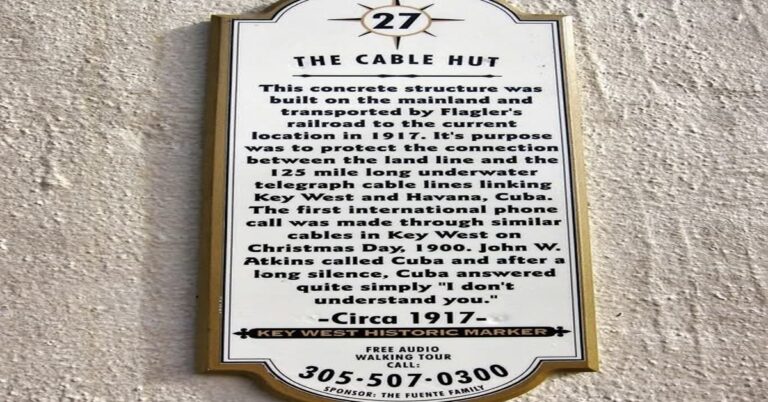 27
THE CABLE HUT
This concrete structure was
built on the mainland and
transported by Flagler's
railroad to the current
location in 1917. It's purpose
was to protect the connection
between the land line and the
125 mile long underwater
telegraph cable lines linking
Key West and Havana, Cuba.
The first international phone
call was made through similar
cables in Key West on
Christmas Day, 1900. John W.
Atkins called Cuba and after a
long silence, Cuba answered
quite simply "I don't
understand you."
-Circa 1917-
KEY WEST HISTORIC MARKER
FREE AUDIO
WALKING TOUR
CALL:
305-507-0300
SPONSOR: THE FUENTE FAMILY